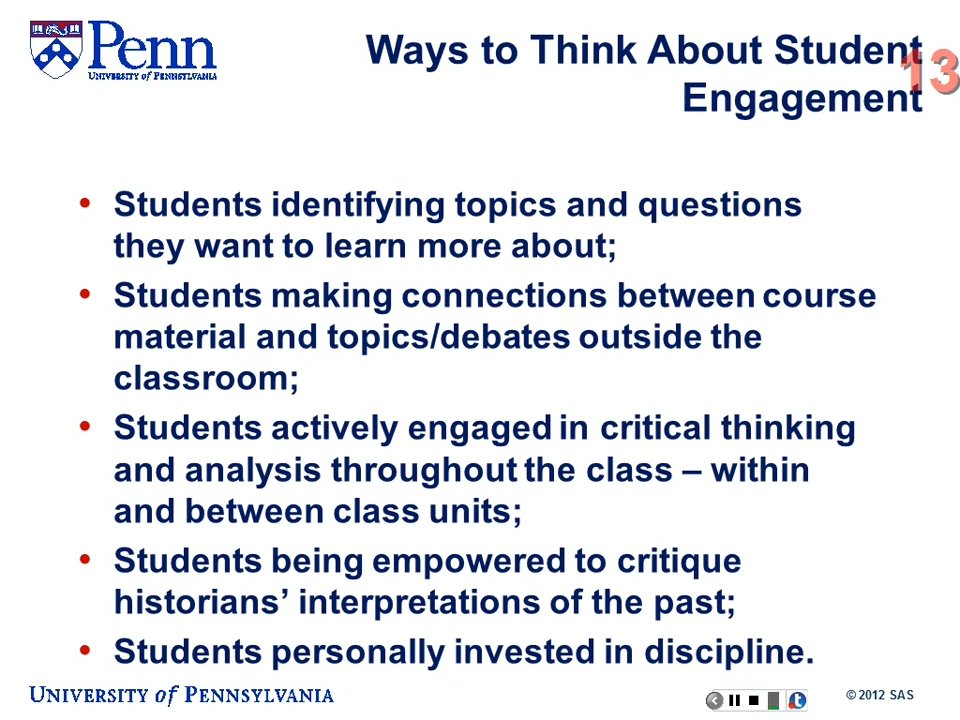 Penn
UNIVERSITY of PENNSYLVANIA
Ways to Think About Student
Engagement
13
• Students identifying topics and questions
they want to learn more about;
• Students making connections between course
material and topics/debates outside the
classroom;
• Students actively engaged in critical thinking
and analysis throughout the class – within
and between class units;
• Students being empowered to critique
historians’ interpretations of the past;
• Students personally invested in discipline.
UNIVERSITY of PENNSYLVANIA
t
© 2012 SAS